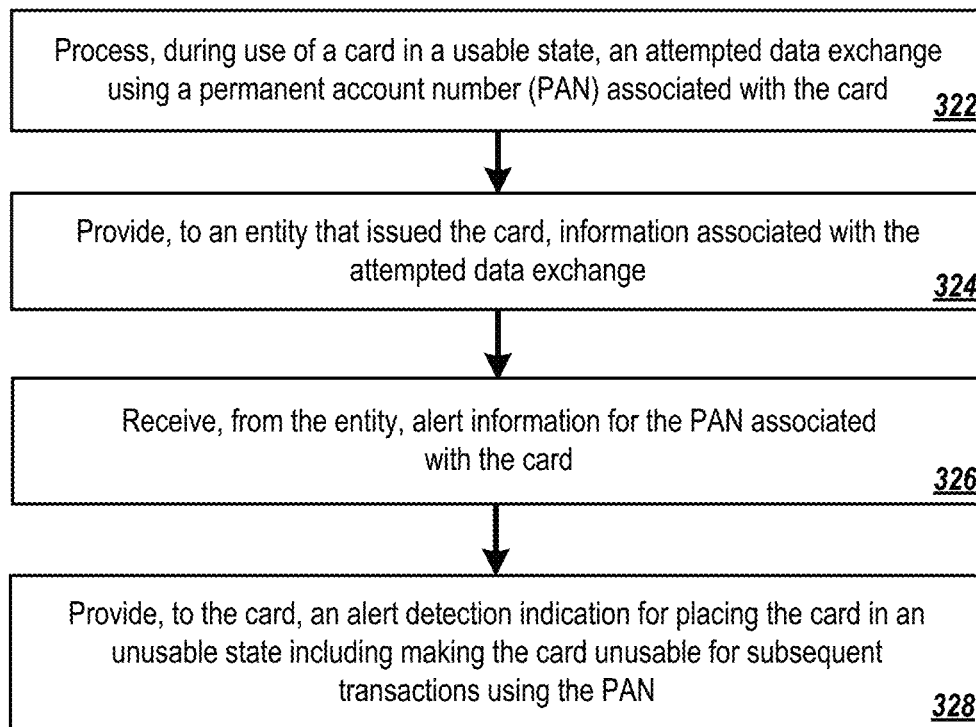 Process, during use of a card in a usable state, an attempted data exchange
using a permanent account number (PAN) associated with the card
322
Provide, to an entity that issued the card, information associated with the
attempted data exchange
324
Receive, from the entity, alert information for the PAN associated
with the card
326
Provide, to the card, an alert detection indication for placing the card in an
unusable state including making the card unusable for subsequent
transactions using the PAN
328